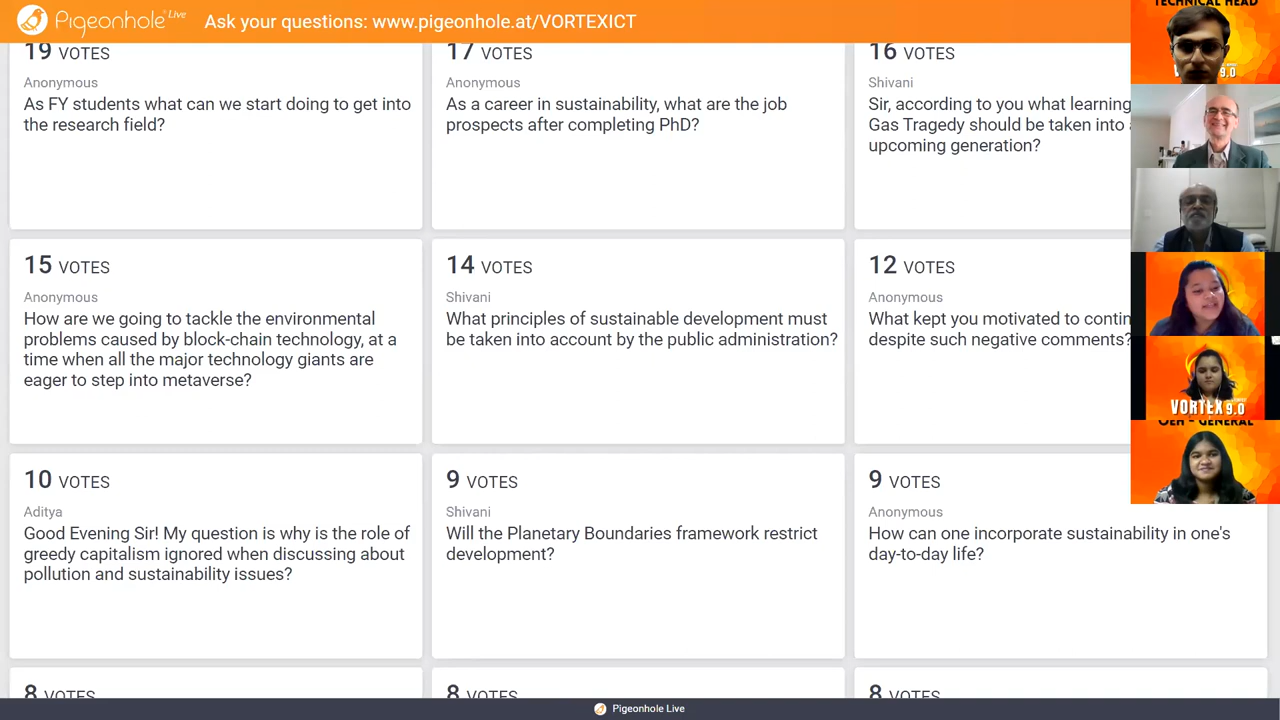 Pigeonhole Live
Ask your questions: www.pigeonhole.at/VORTEXICT
TECHNICAL HEAD
19 VOTES
Anonymous
As FY students what can we start doing to get into
the research field?
17 VOTES
Anonymous
As a career in sustainability, what are the job
prospects after completing PhD?
16 VOTES
Shivani
Sir, according to you what learning
Gas Tragedy should be taken into
upcoming generation?
9.0
15 VOTES
Anonymous
How are we going to tackle the environmental
problems caused by block-chain technology, at a
time when all the major technology giants are
eager to step into metaverse?
14 VOTES
Shivani
What principles of sustainable development must
be taken into account by the public administration?
12 VOTES
Anonymous
What kept you motivated to contin
despite such negative comments?
VORTEX 9.0
OEH - GENERAL
10 VOTES
Aditya
Good Evening Sir! My question is why is the role of
greedy capitalism ignored when discussing about
pollution and sustainability issues?
9 VOTES
Shivani
Will the Planetary Boundaries framework restrict
development?
9 VOTES
Anonymous
How can one incorporate sustainability in one's
day-to-day life?
8 VOTES
8 VOTES
8 VOTES
Pigeonhole Live